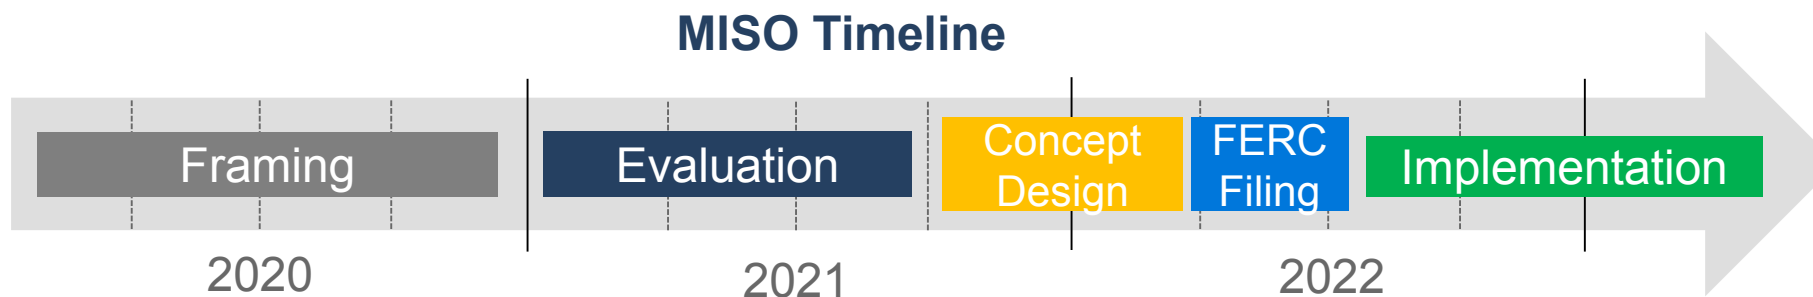 MISO Timeline
Framing
Evaluation
Concept
Design
FERC
Filing
Implementation
2020
2021
2022